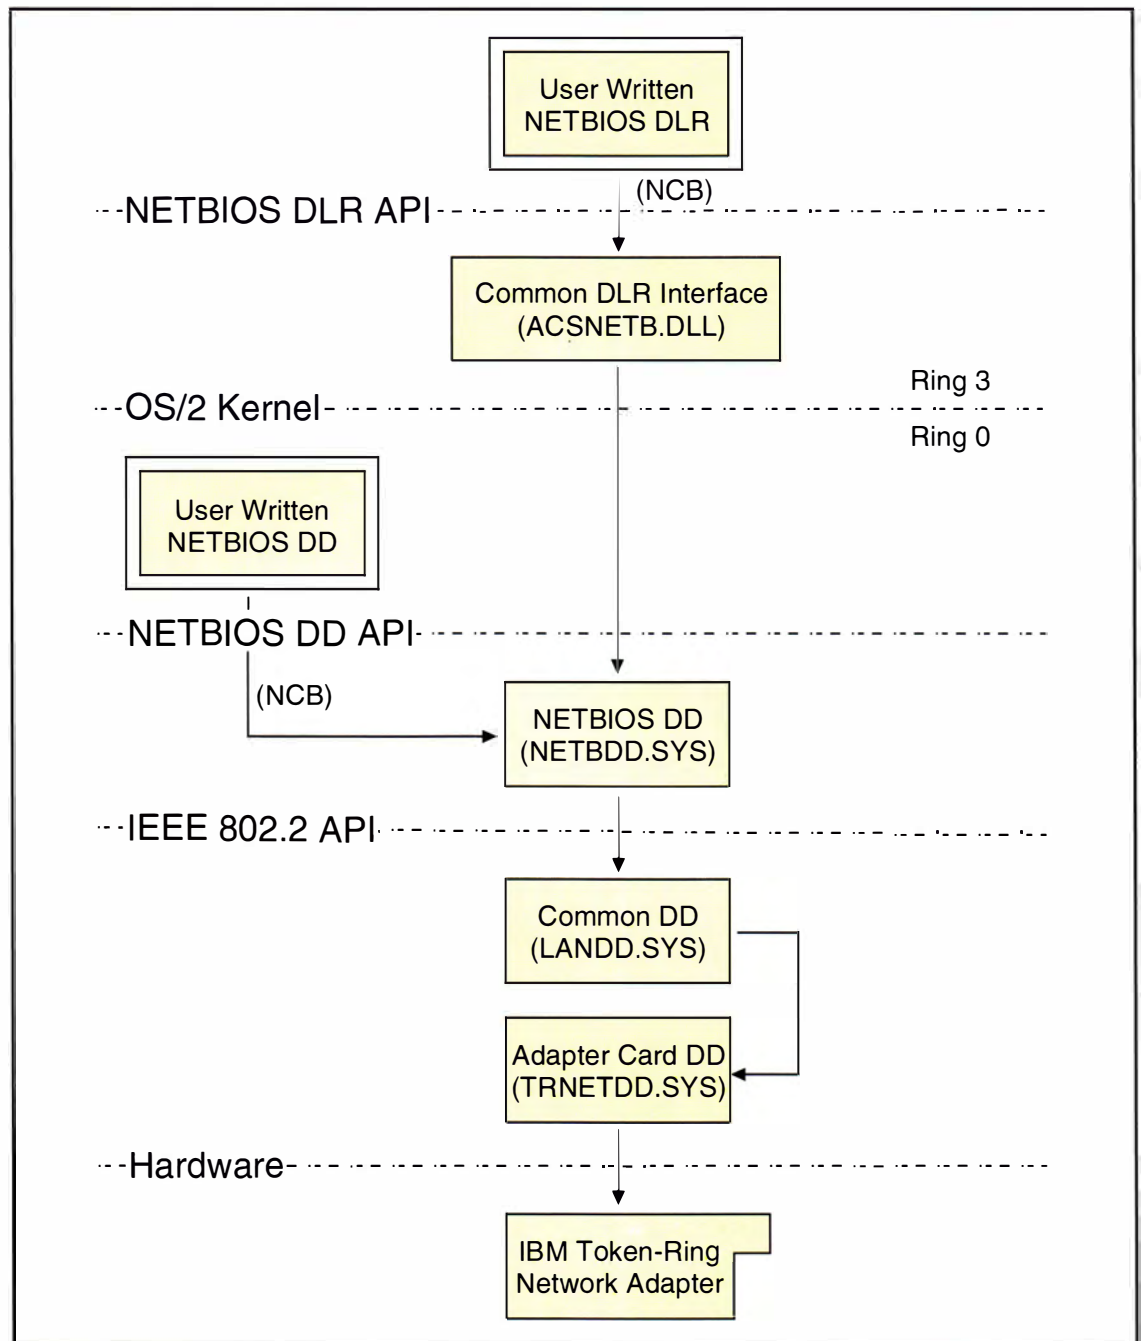 User Written
NETBIOS DLR
(NCB)
NETBIOS DLR API
Common DLR Interface
(ACSNETB.DLL)
Ring 3
OS/2 Kernel
Ring 0
User Written
NETBIOS DD
NETBIOS DD API
(NCB)
NETBIOS DD
(NETBDD.SYS)
IEEE 802.2 API
Common DD
(LANDD.SYS)
Adapter Card DD
(TRNETDD.SYS)
Hardware
IBM Token-Ring
Network Adapter